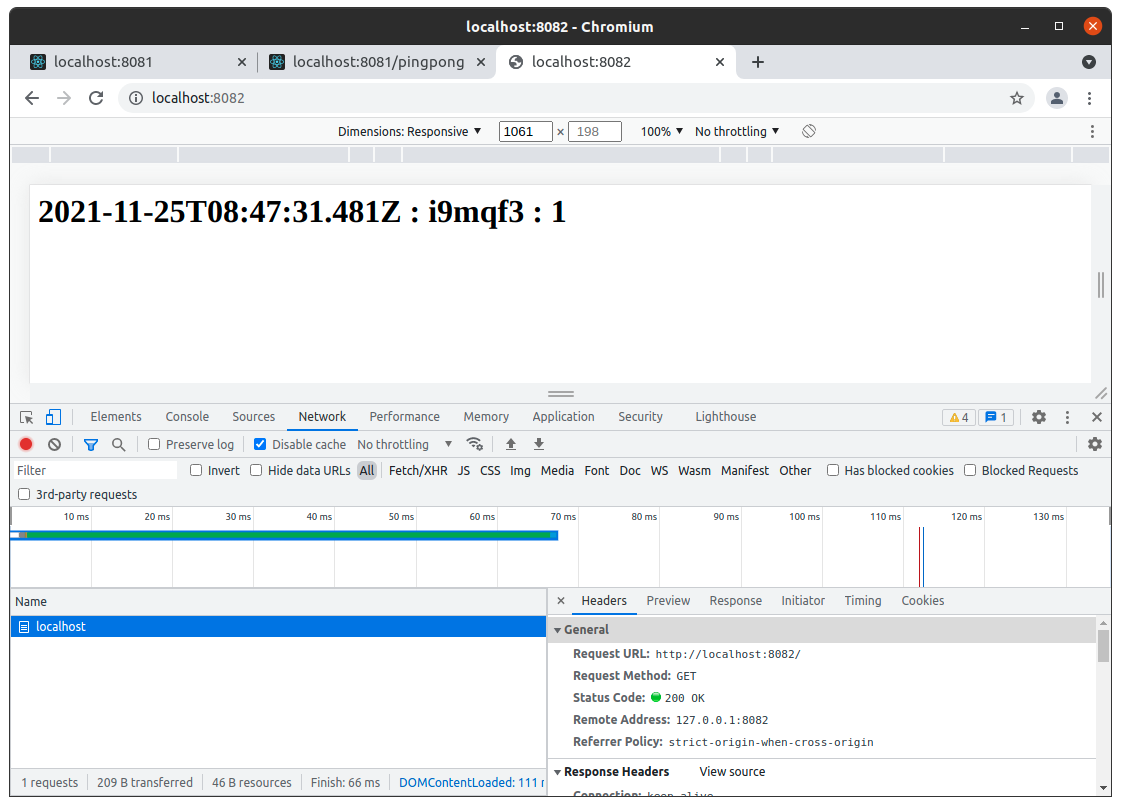 localhost:8082 - Chromium
localhost:8081 localhost:8081/pingpong localhost:8082
localhost:8082
Dimensions: Responsive 1061 × 198 100% No throttling
2021-11-25T08:47:31.481Z : i9mqf3 : 1
Elements Console Sources Network Performance Memory Application Security Lighthouse 4 1
Preserve log Disable cache No throttling
Filter Invert Hide data URLs All Fetch/XHR JS CSS Img Media Font Doc WS Wasm Manifest Other Has blocked cookies Blocked Requests
3rd-party requests
10 ms 20 ms 30 ms 40 ms 50 ms 60 ms 70 ms 80 ms 90 ms 100 ms 110 ms 120 ms 130 ms
Name
localhost
1 requests 209 B transferred 46 B resources Finish: 66 ms DOMContentLoaded: 111
Headers Preview Response Initiator Timing Cookies
General
Request URL: http://localhost:8082/
Request Method: GET
Status Code: 200 OK
Remote Address: 127.0.0.1:8082
Referrer Policy: strict-origin-when-cross-origin
Response Headers View source
Connection: keep-alive